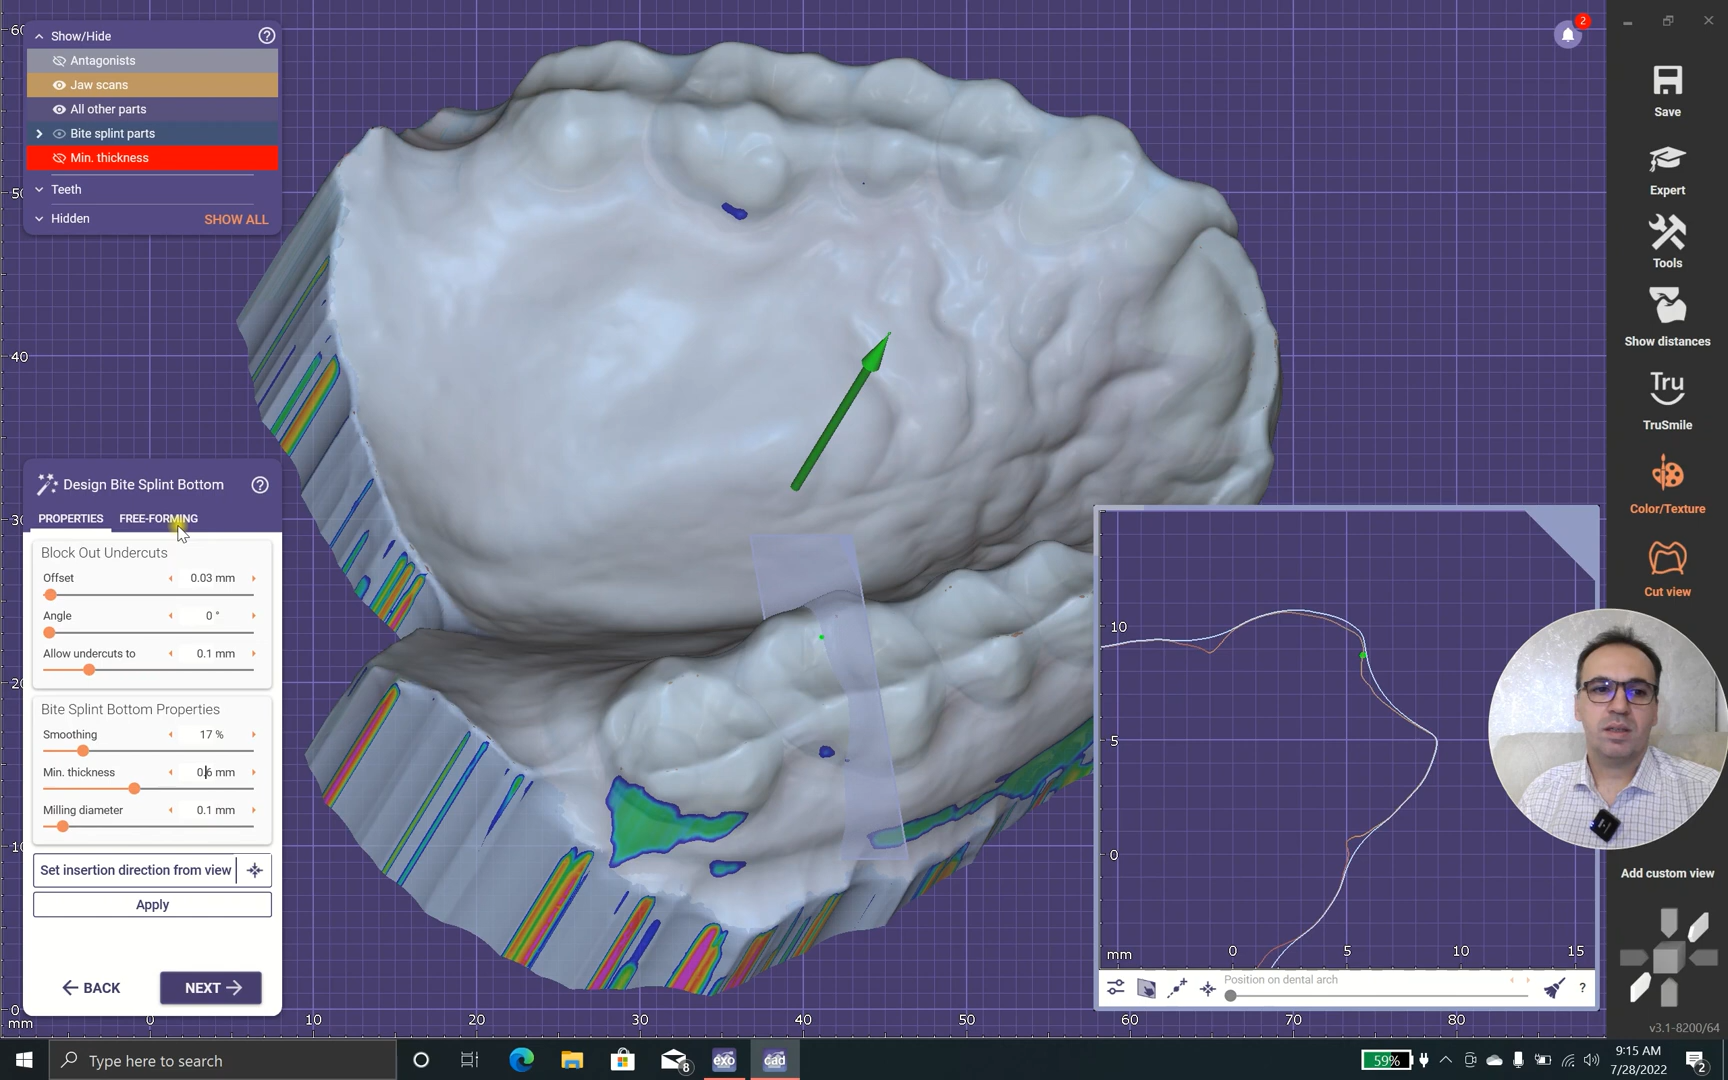 Show/Hide
Antagonists
Jaw scans
All other parts
Bite splint parts
Min. thickness
Teeth
Hidden
SHOW ALL
Design Bite Splint Bottom
PROPERTIES
FREE-FORMING
Block Out Undercuts
Offset
0.03 mm
Angle
0 °
Allow undercuts to
0.1 mm
Bite Splint Bottom Properties
Smoothing
17 %
Min. thickness
0.6 mm
Milling diameter
0.1 mm
Set insertion direction from view
Apply
BACK
NEXT
60
50
40
30
20
10
0
mm
0
10
20
30
40
50
60
70
80
10
5
0
mm
0
5
10
15
Position on dental arch
?
2
Save
Expert
Tools
Show distances
Tru
TruSmile
Color/Texture
Cut view
Add custom view
v3.1-8200/64
Type here to search
8
exo
cad
59%
9:15 AM
7/28/2022
2